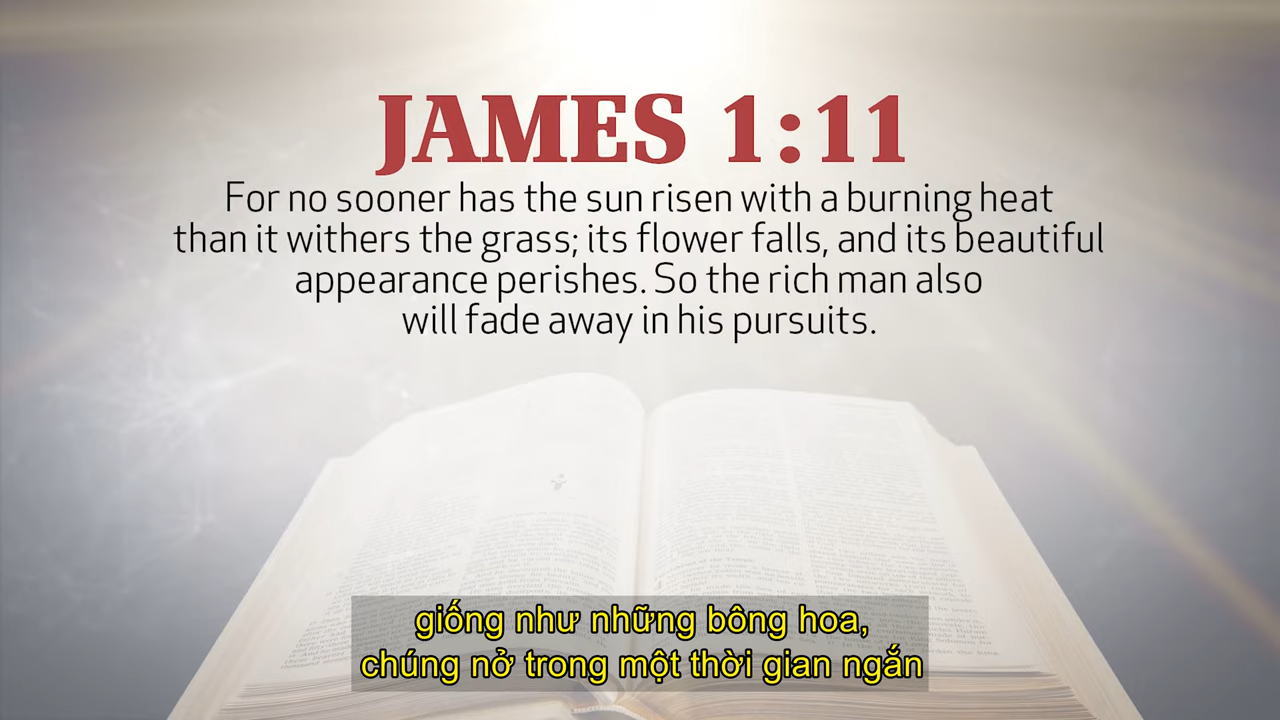 JAMES 1:11
For no sooner has the sun risen with a burning heat
than it withers the grass; its flower falls, and its beautiful
appearance perishes. So the rich man also
will fade away in his pursuits.
giống như những bông hoa,
chúng nở trong một thời gian ngắn